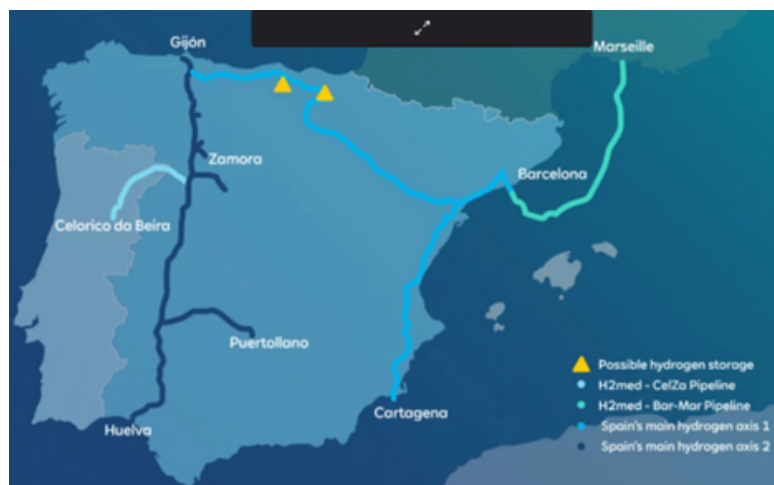 Gijón
Marseille
Zamora
Barcelona
Celorico da Beira
Puertollano
Cartagena
Huelva
Possible hydrogen storage
H2med - CelZa Pipeline
H2med - Bar-Mar Pipeline
Spain's main hydrogen axis 1
Spain's main hydrogen axis 2